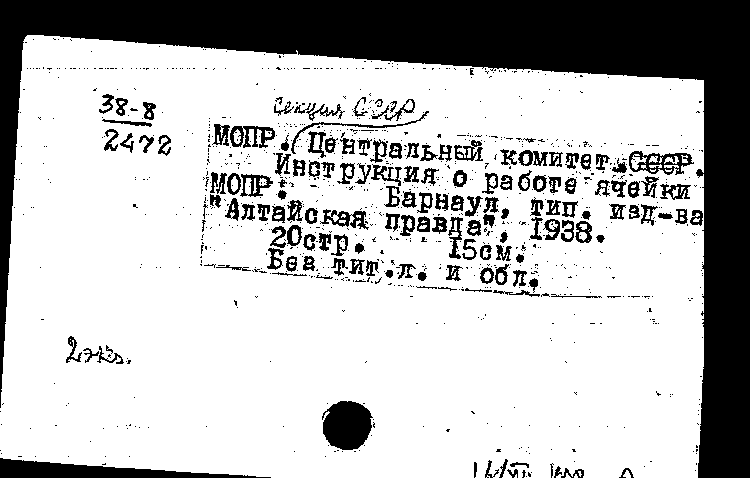 38-8
2472
Секция СССР,
МОПР. Центральный комитет. СССР.
Инструкция о работе ячейки
МОПР. Барнаул, тип. изд-ва
"Алтайская правда", 1938.
20стр. 15см.
Без тит.л. и обл.
2экз.